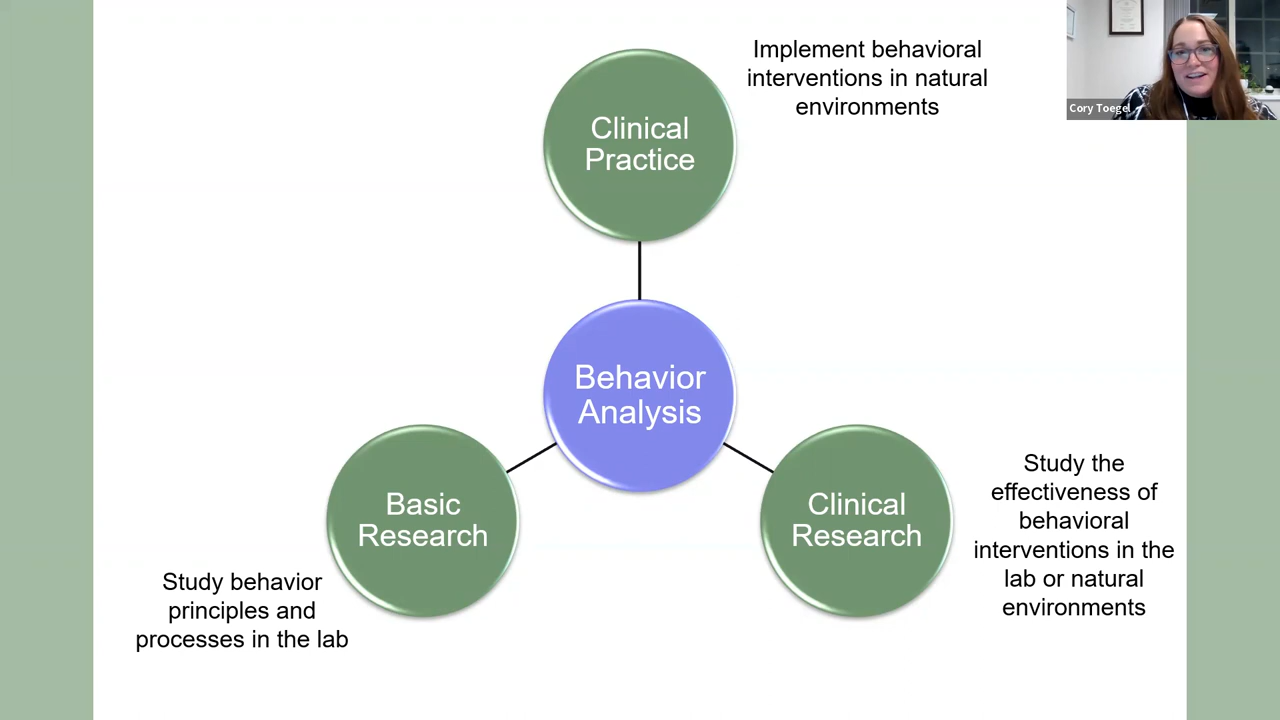 Implement behavioral
interventions in natural
environments
Cory Toegel
Clinical
Practice
Behavior
Analysis
Basic
Research
Clinical
Research
Study the
effectiveness of
behavioral
interventions in the
lab or natural
environments
Study behavior
principles and
processes in the lab